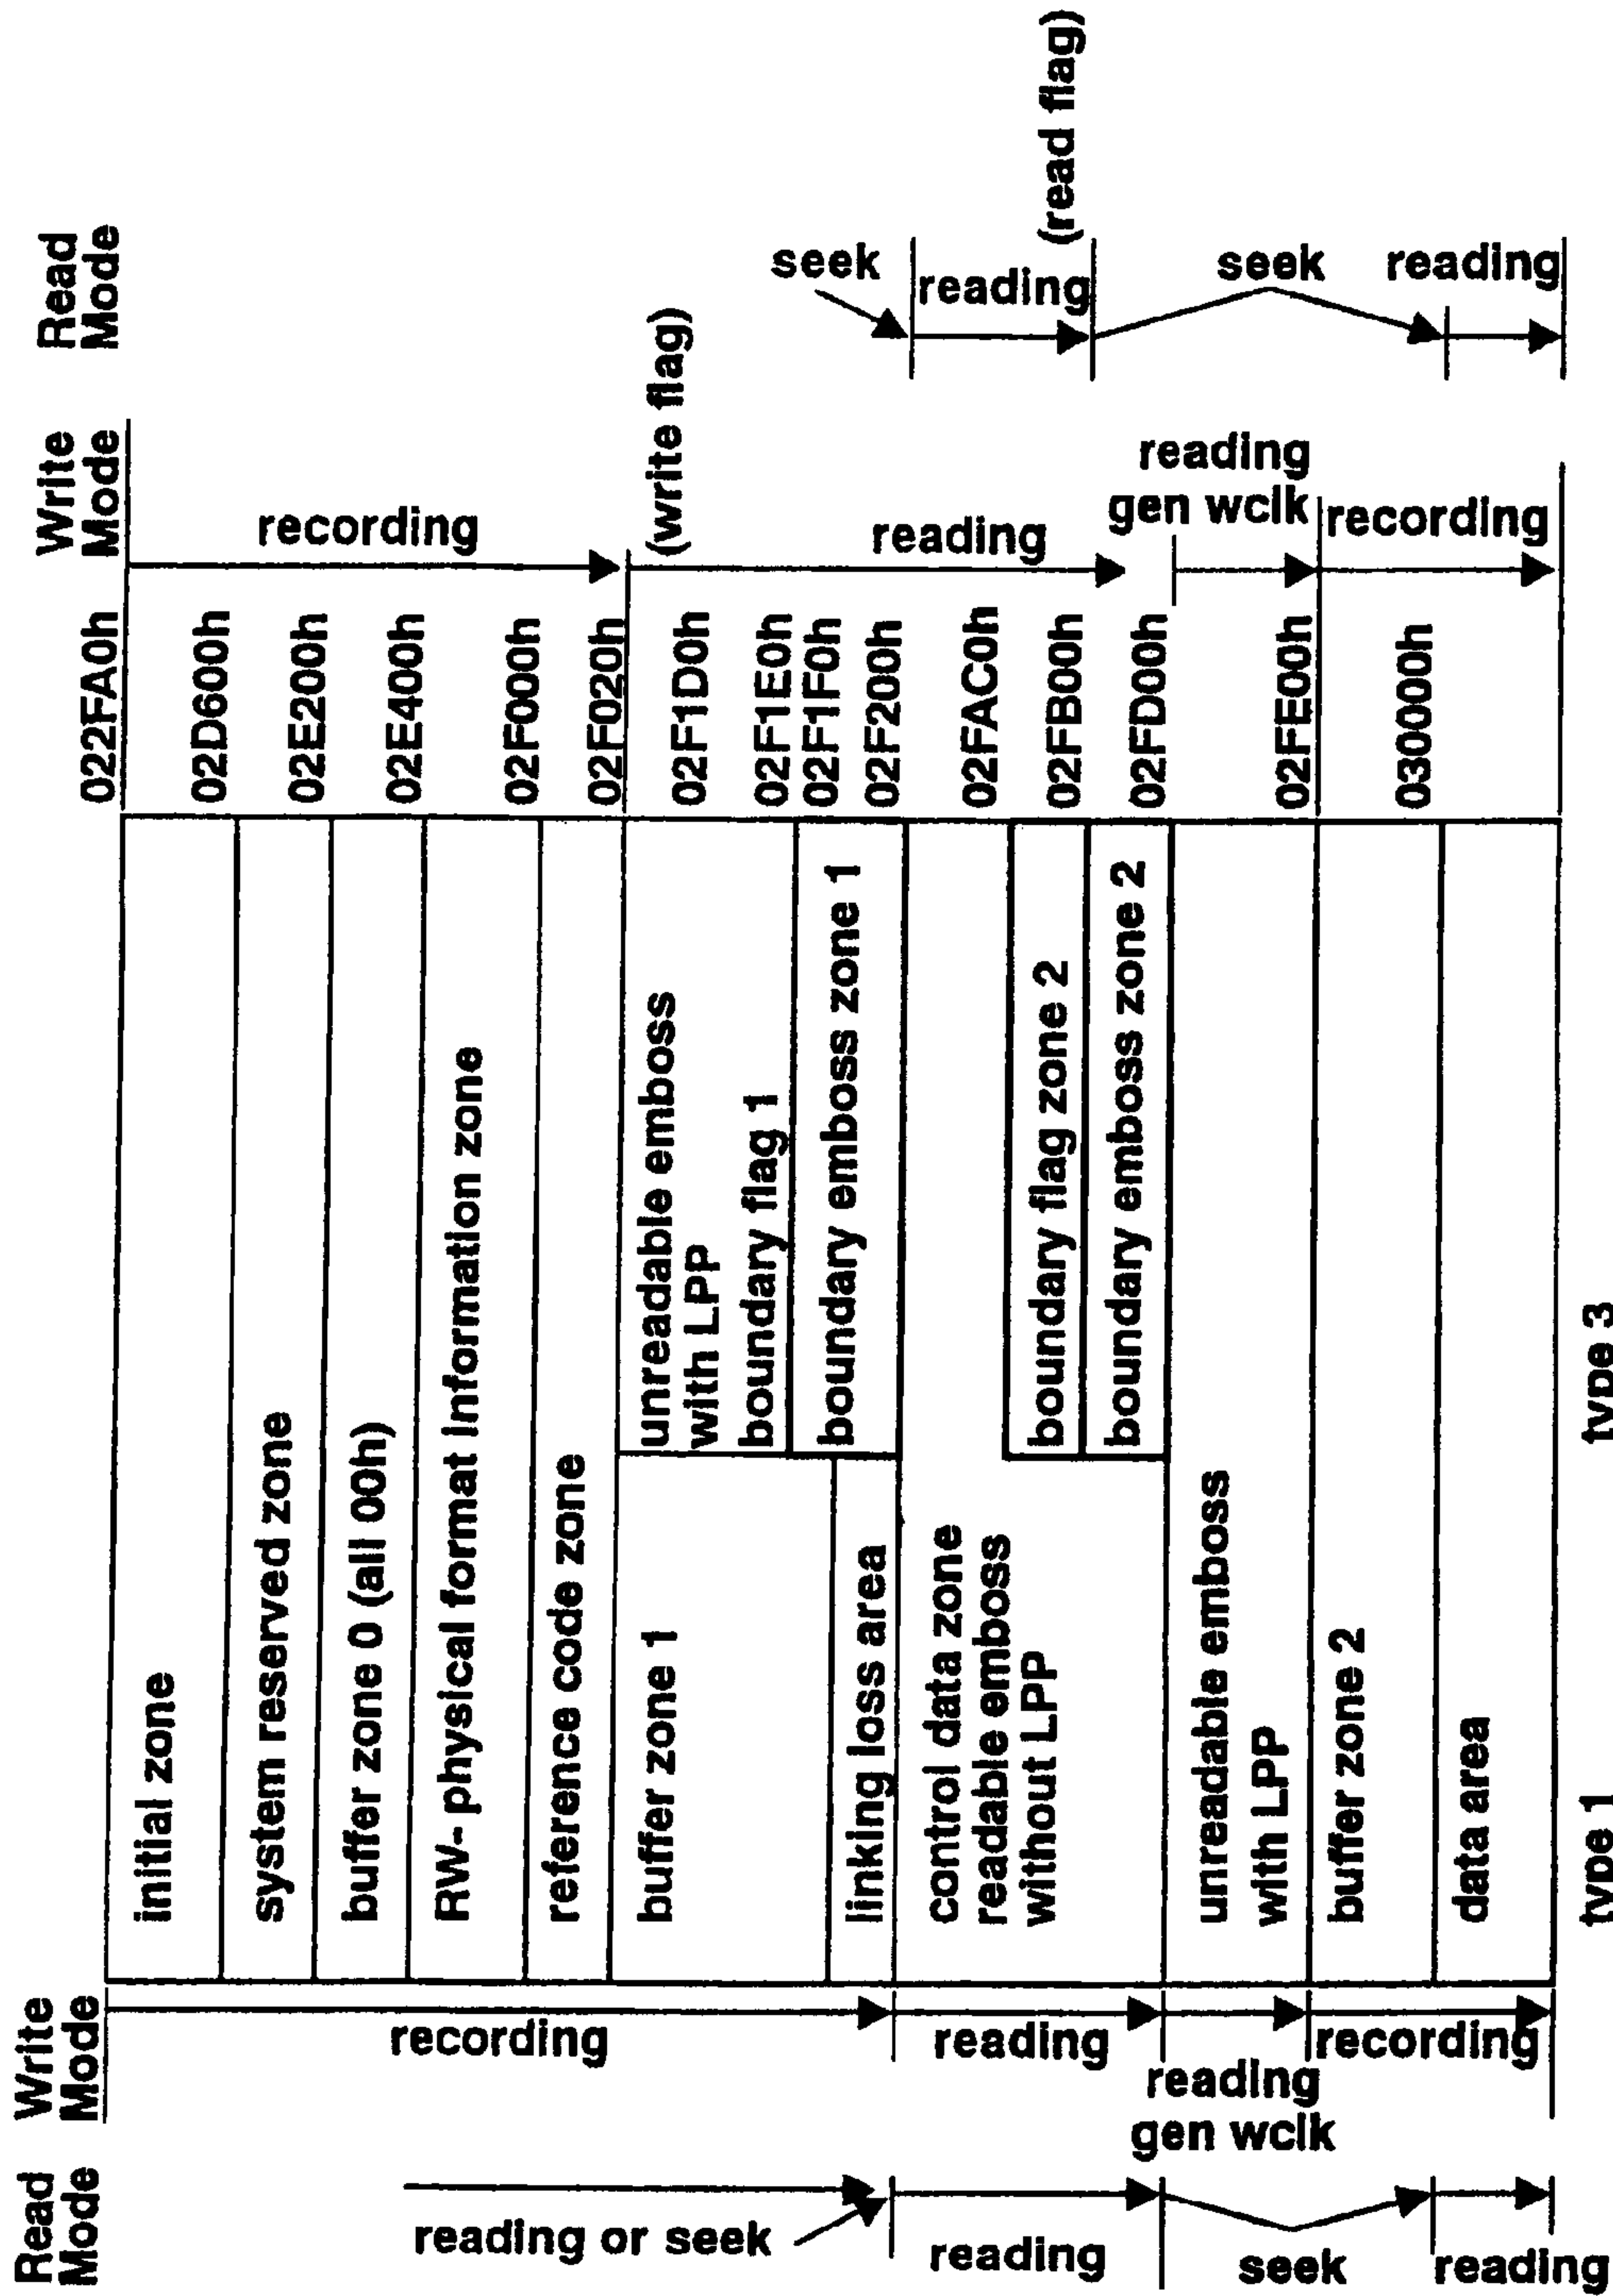 Read
Mode
Write
Mode
reading or seek
reading
seek
reading
recording
reading
reading
gen wclk
recording
initial zone
system reserved zone
buffer zone 0 (all 00h)
RW- physical format information zone
reference code zone
buffer zone 1
linking loss area
control data zone
readable emboss
without LPP
unreadable emboss
with LPP
buffer zone 2
data area
type 1
unreadable emboss
with LPP
boundary flag 1
boundary emboss zone 1
boundary flag zone 2
boundary emboss zone 2
type 3
022FA0h
02D600h
02E200h
02E400h
02F000h
02F020h
02F1D0h
02F1E0h
02F1F0h
02F200h
02FAC0h
02FB00h
02FD00h
02FE00h
030000h
Write
Mode
recording
(write flag)
reading
reading
gen wclk
recording
Read
Mode
seek
reading
(read flag)
seek
reading